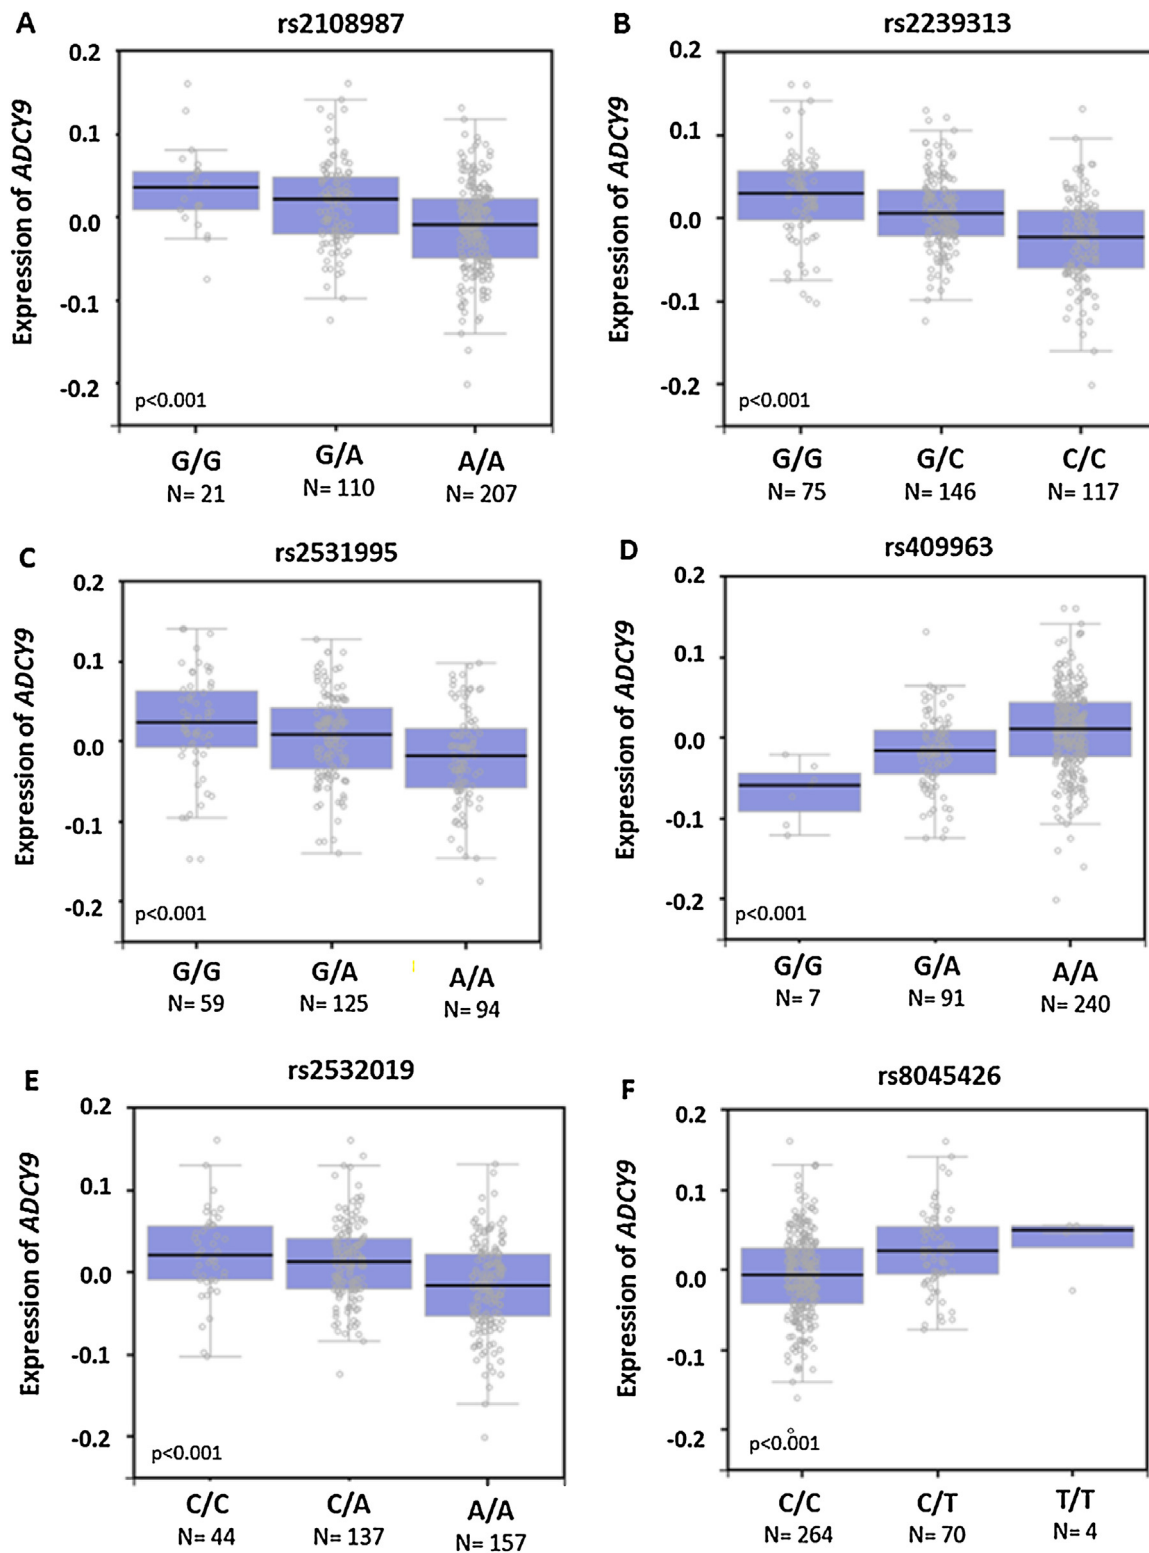 A
rs2108987
Expression of ADCY9
0.2
0.1
0.0
-0.1
-0.2
p<0.001
G/G
G/A
A/A
N= 21
N= 110
N= 207
B
rs2239313
Expression of ADCY9
0.2
0.1
0.0
-0.1
-0.2
p<0.001
G/G
G/C
C/C
N= 75
N= 146
N= 117
C
rs2531995
Expression of ADCY9
0.2
0.1
0.0
-0.1
-0.2
p<0.001
G/G
G/A
A/A
N= 59
N= 125
N= 94
D
rs409963
Expression of ADCY9
0.2
0.1
0.0
-0.1
-0.2
p<0.001
G/G
G/A
A/A
N= 7
N= 91
N= 240
E
rs2532019
Expression of ADCY9
0.2
0.1
0.0
-0.1
-0.2
p<0.001
C/C
C/A
A/A
N= 44
N= 137
N= 157
F
rs8045426
Expression of ADCY9
0.2
0.1
0.0
-0.1
-0.2
p<0.001
C/C
C/T
T/T
N= 264
N= 70
N= 4